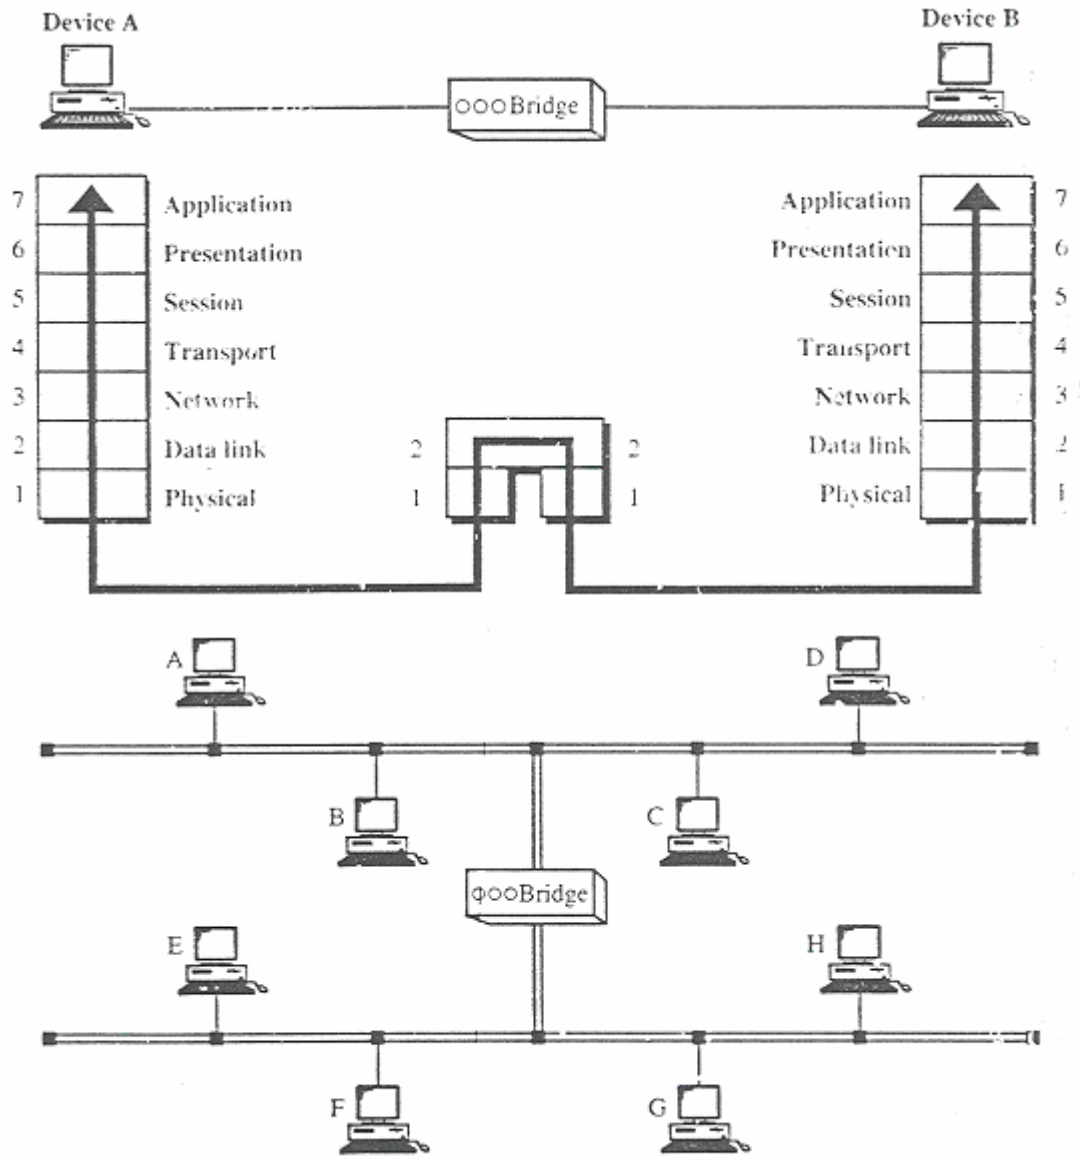 Device A
Device B
○○○Bridge
7 Application
6 Presentation
5 Session
4 Transport
3 Network
2 Data link
1 Physical
2 2
1 1
Application 7
Presentation 6
Session 5
Transport 4
Network 3
Data link 2
Physical 1
A
D
B
C
○○○Bridge
E
H
F
G